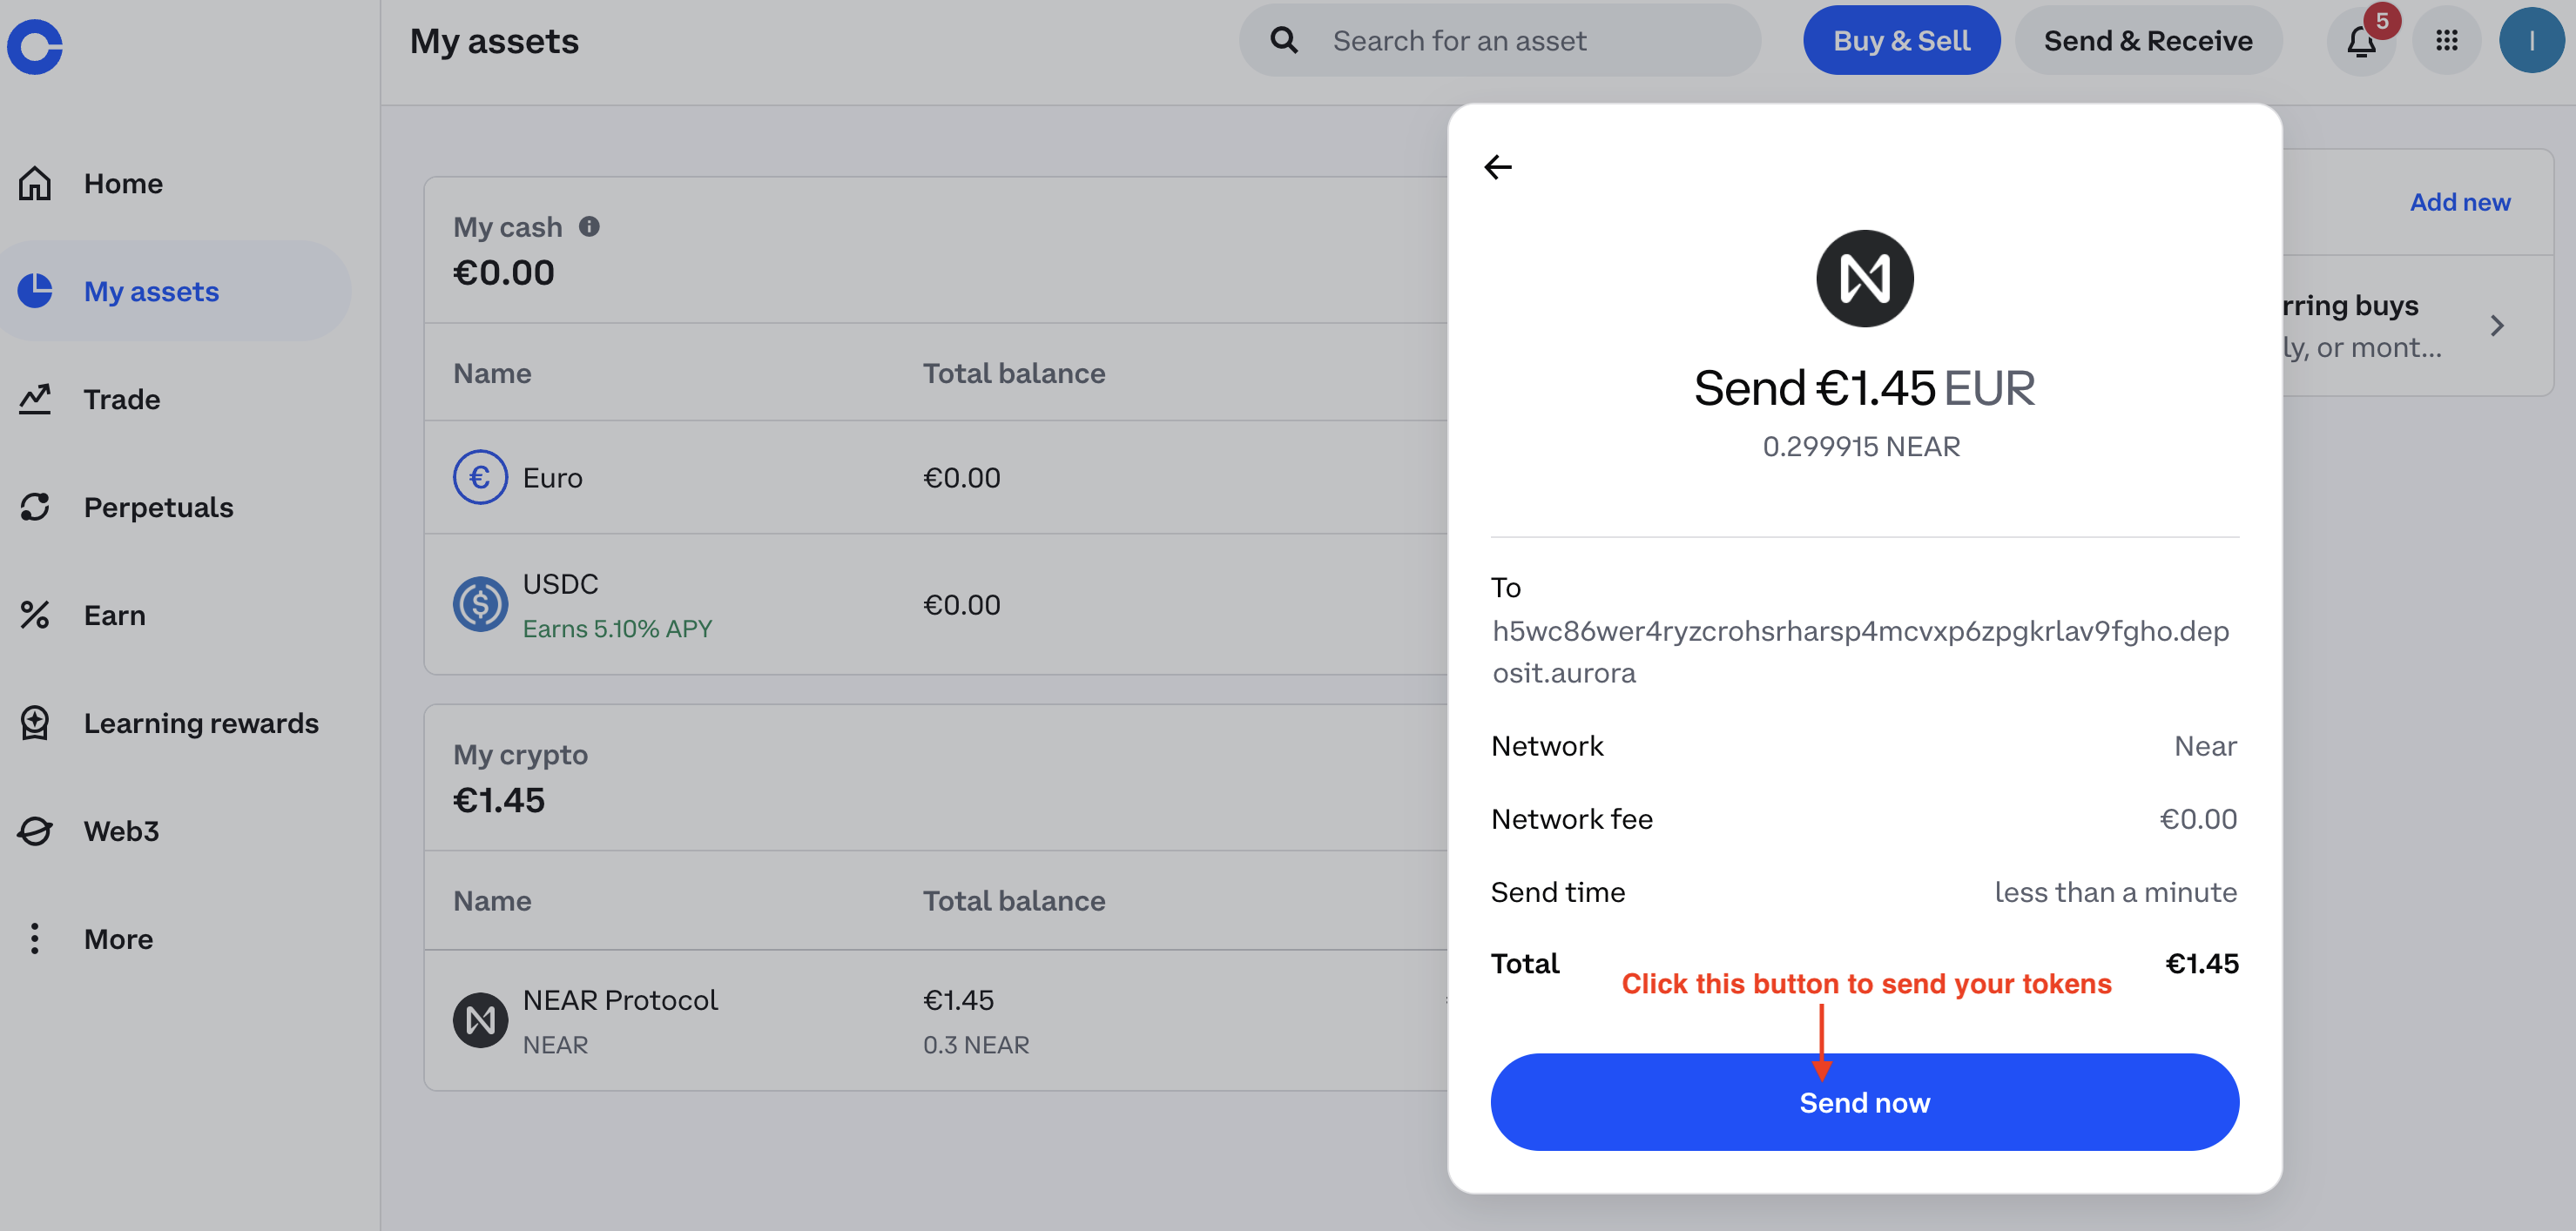 My assets
Search for an asset
Buy & Sell
Send & Receive
5
I
Home
My assets
Trade
Perpetuals
Earn
Learning rewards
Web3
More
My cash
€0.00
Name
Total balance
€
Euro
€0.00
USDC
Earns 5.10% APY
€0.00
My crypto
€1.45
Name
Total balance
NEAR Protocol
NEAR
€1.45
0.3 NEAR
Add new
rring buys
ly, or mont...
Send €1.45 EUR
0.299915 NEAR
To
h5wc86wer4ryzcrohsrharsp4mcvxp6zpgkrlav9fgho.dep
osit.aurora
Network
Near
Network fee
€0.00
Send time
less than a minute
Total
€1.45
Click this button to send your tokens
Send now